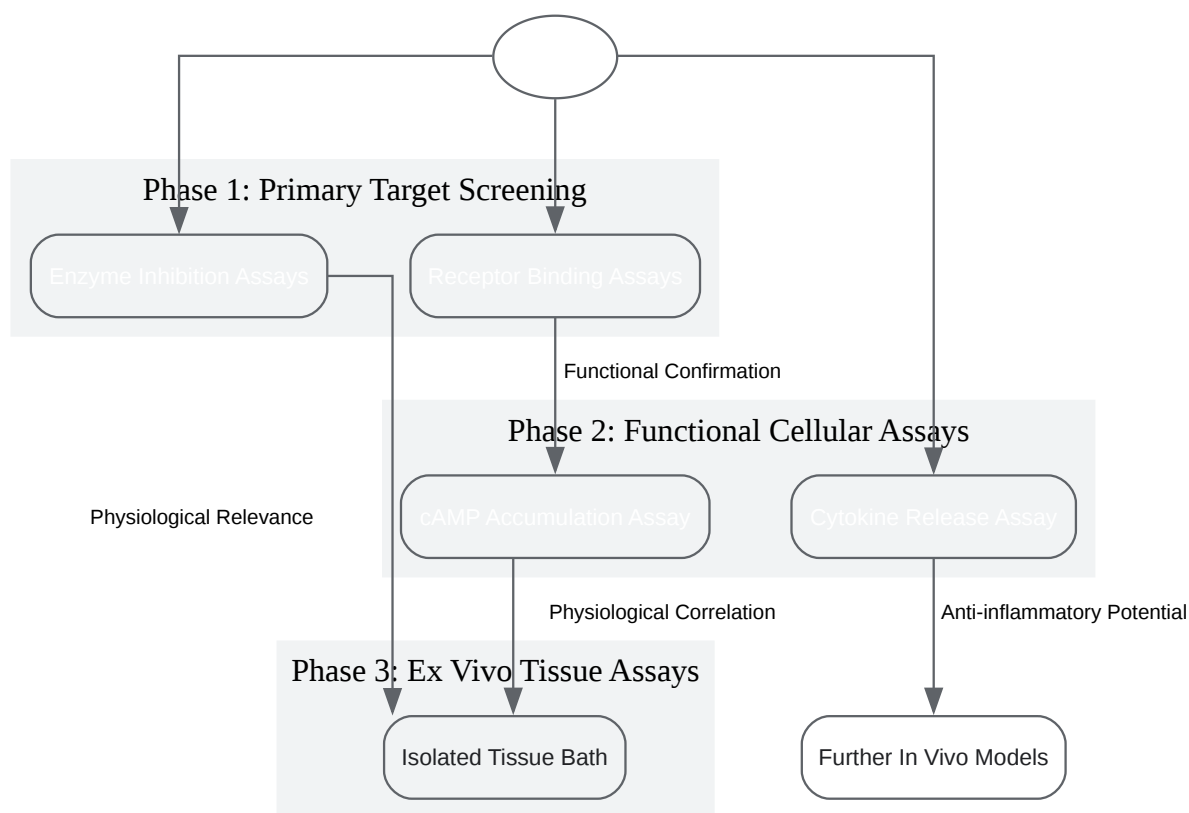 Phase 1: Primary Target Screening
Enzyme Inhibition Assays
Receptor Binding Assays
Functional Confirmation
Phase 2: Functional Cellular Assays
cAMP Accumulation Assay
Cytokine Release Assay
Physiological Relevance
Physiological Correlation
Anti-inflammatory Potential
Phase 3: Ex Vivo Tissue Assays
Isolated Tissue Bath
Further In Vivo Models